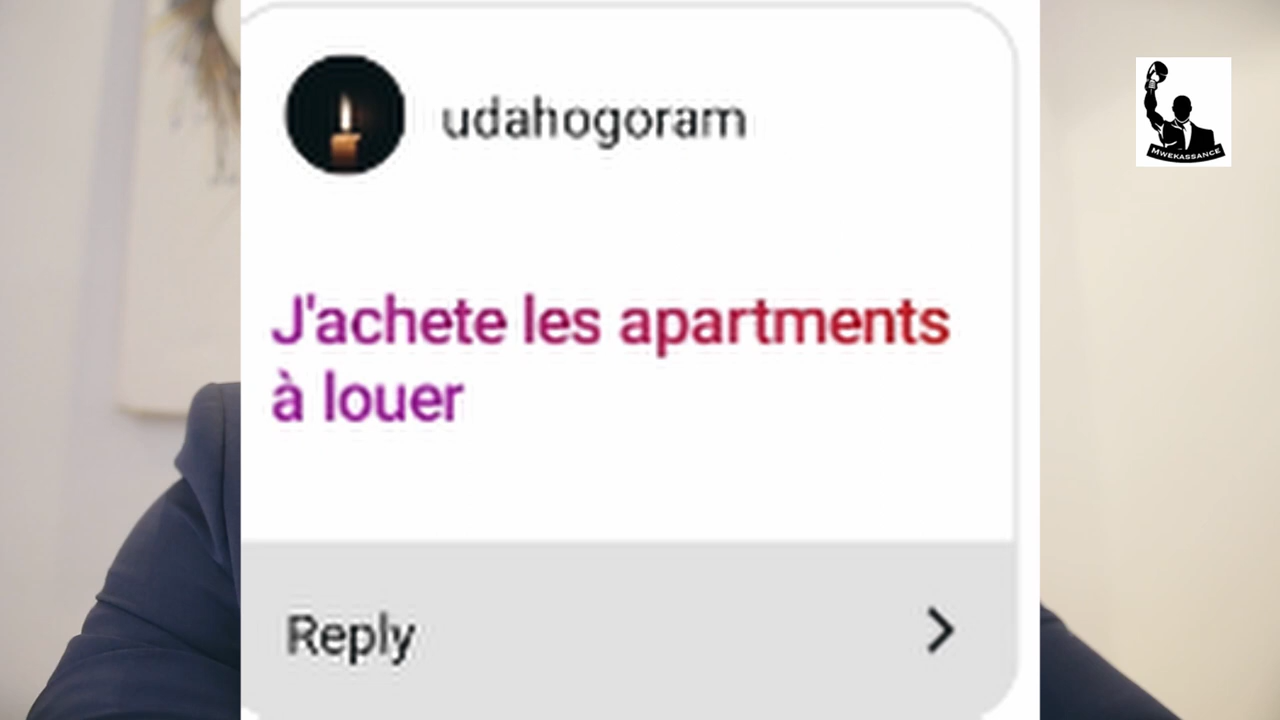 udahogoram
J'achete les apartments
à louer
Reply
MWEKASSANCE